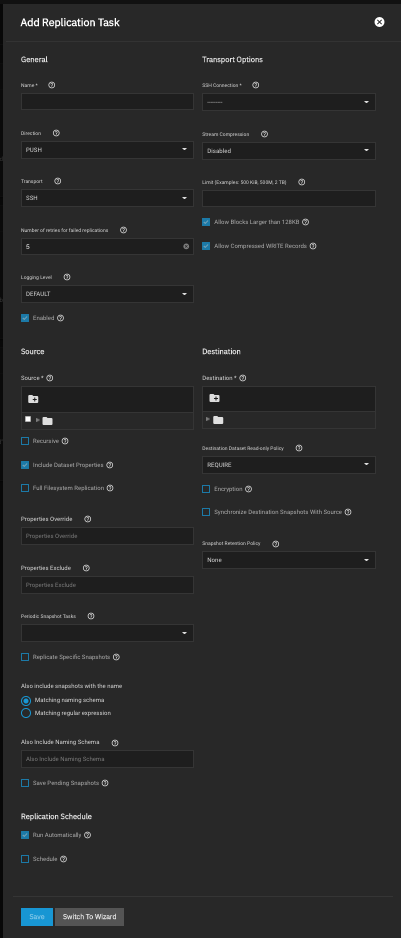 Add Replication Task
General
Name *
Direction
PUSH
Transport
SSH
Number of retries for failed replications
5
Logging Level
DEFAULT
Enabled
Transport Options
SSH Connection *
Stream Compression
Disabled
Limit (Examples: 500 KiB, 500M, 2 TB)
Allow Blocks Larger than 128KB
Allow Compressed WRITE Records
Source
Source *
Recursive
Include Dataset Properties
Full Filesystem Replication
Properties Override
Properties Override
Properties Exclude
Properties Exclude
Periodic Snapshot Tasks
Replicate Specific Snapshots
Also include snapshots with the name
Matching naming schema
Matching regular expression
Also Include Naming Schema
Also Include Naming Schema
Save Pending Snapshots
Destination
Destination *
Destination Dataset Read-only Policy
REQUIRE
Encryption
Synchronize Destination Snapshots With Source
Snapshot Retention Policy
None
Replication Schedule
Run Automatically
Schedule
Save
Switch To Wizard